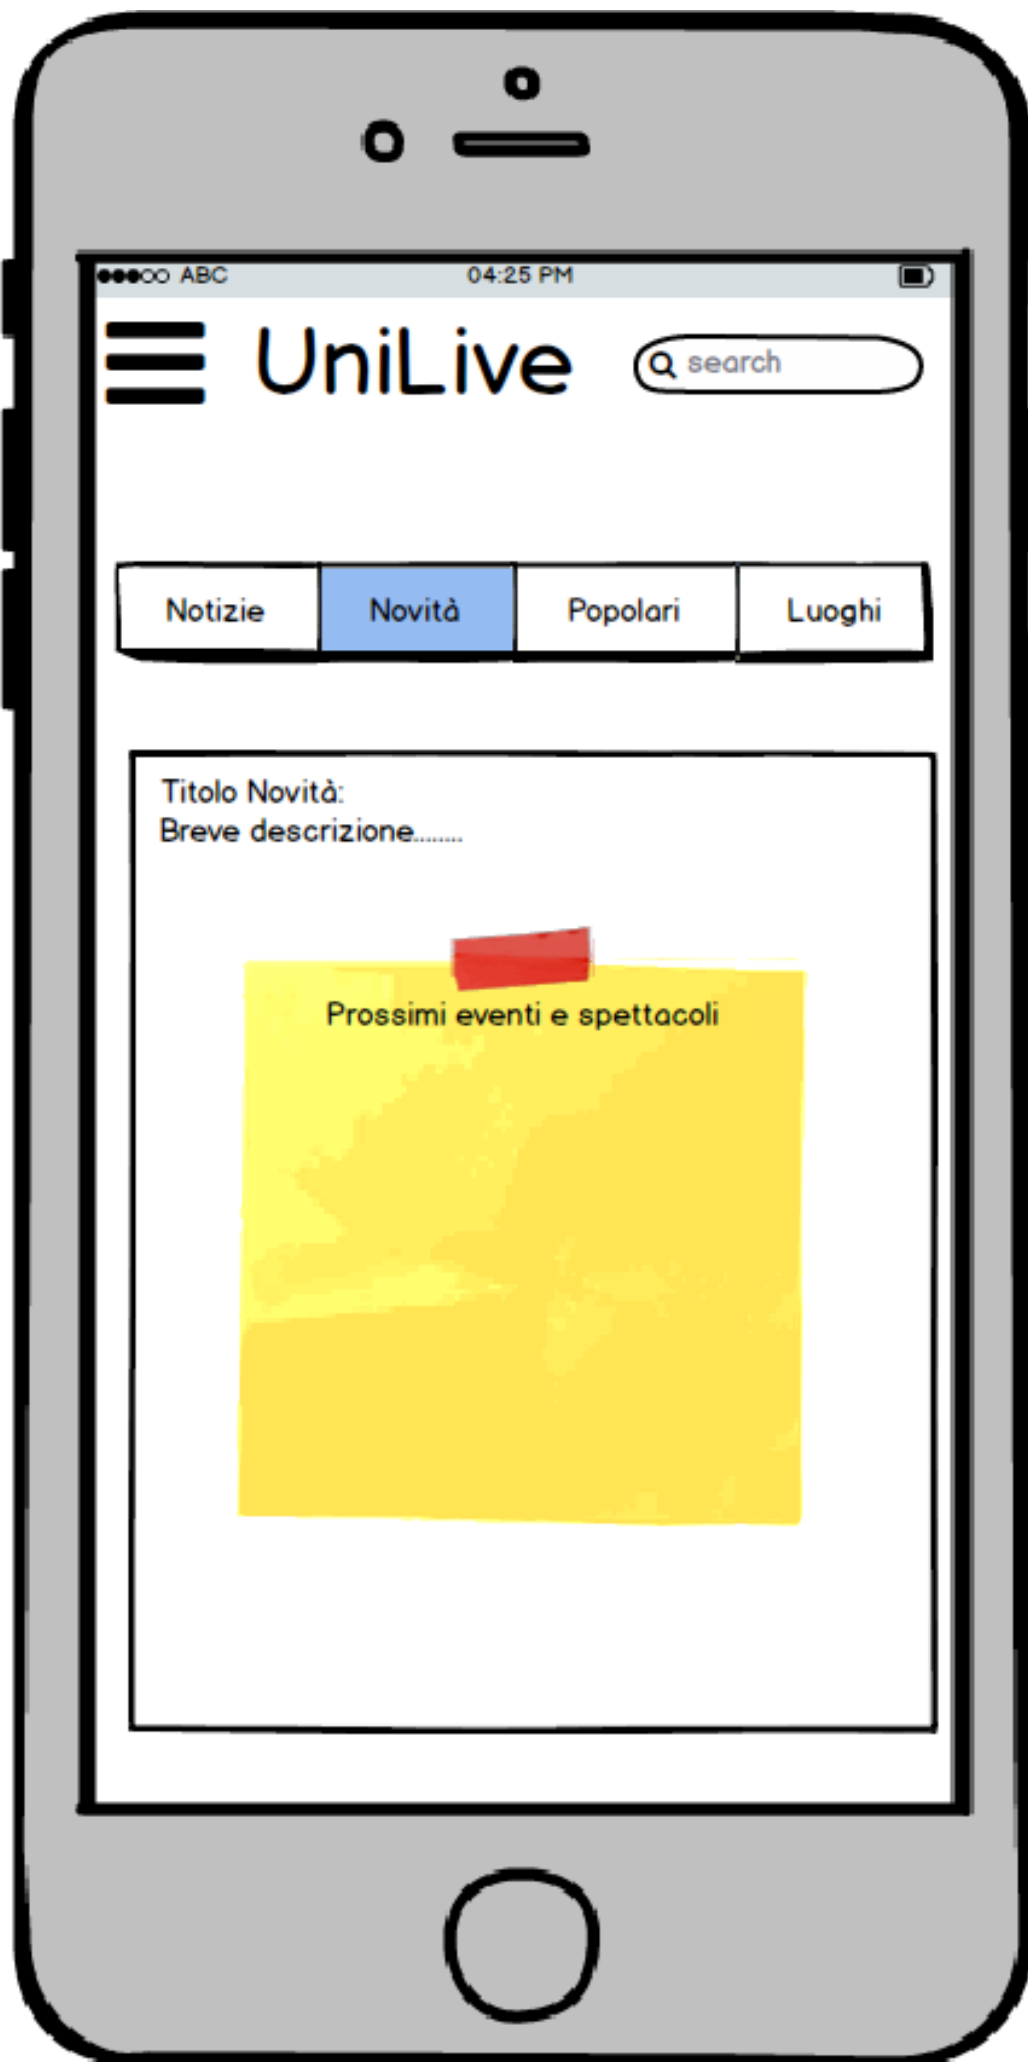 ABC 04:25 PM
UniLive search
Notizie Novità Popolari Luoghi
Titolo Novità:
Breve descrizione........
Prossimi eventi e spettacoli